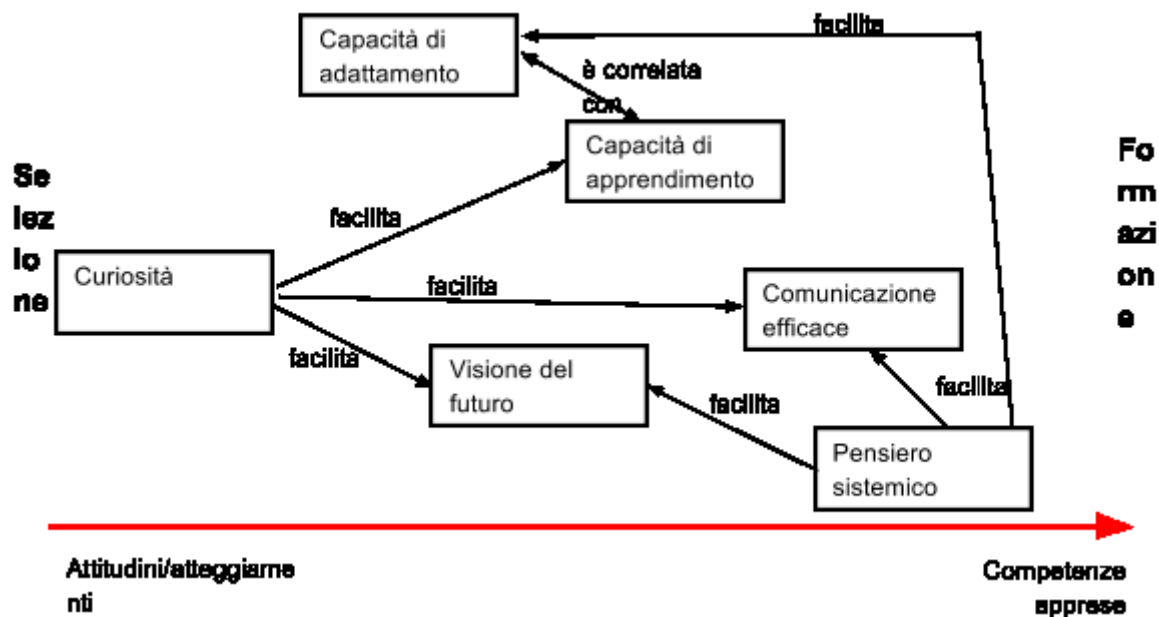 facilita
Capacità di
adattamento
è correlata
con
Capacità di
apprendimento
Se
lez
io
ne
Fo
rm
azi
on
e
facilita
Curiosità
facilita
Comunicazione
efficace
facilita
Visione del
futuro
facilita
facilita
Pensiero
sistemico
Attitudini/atteggiame
nti
Competenze
apprese